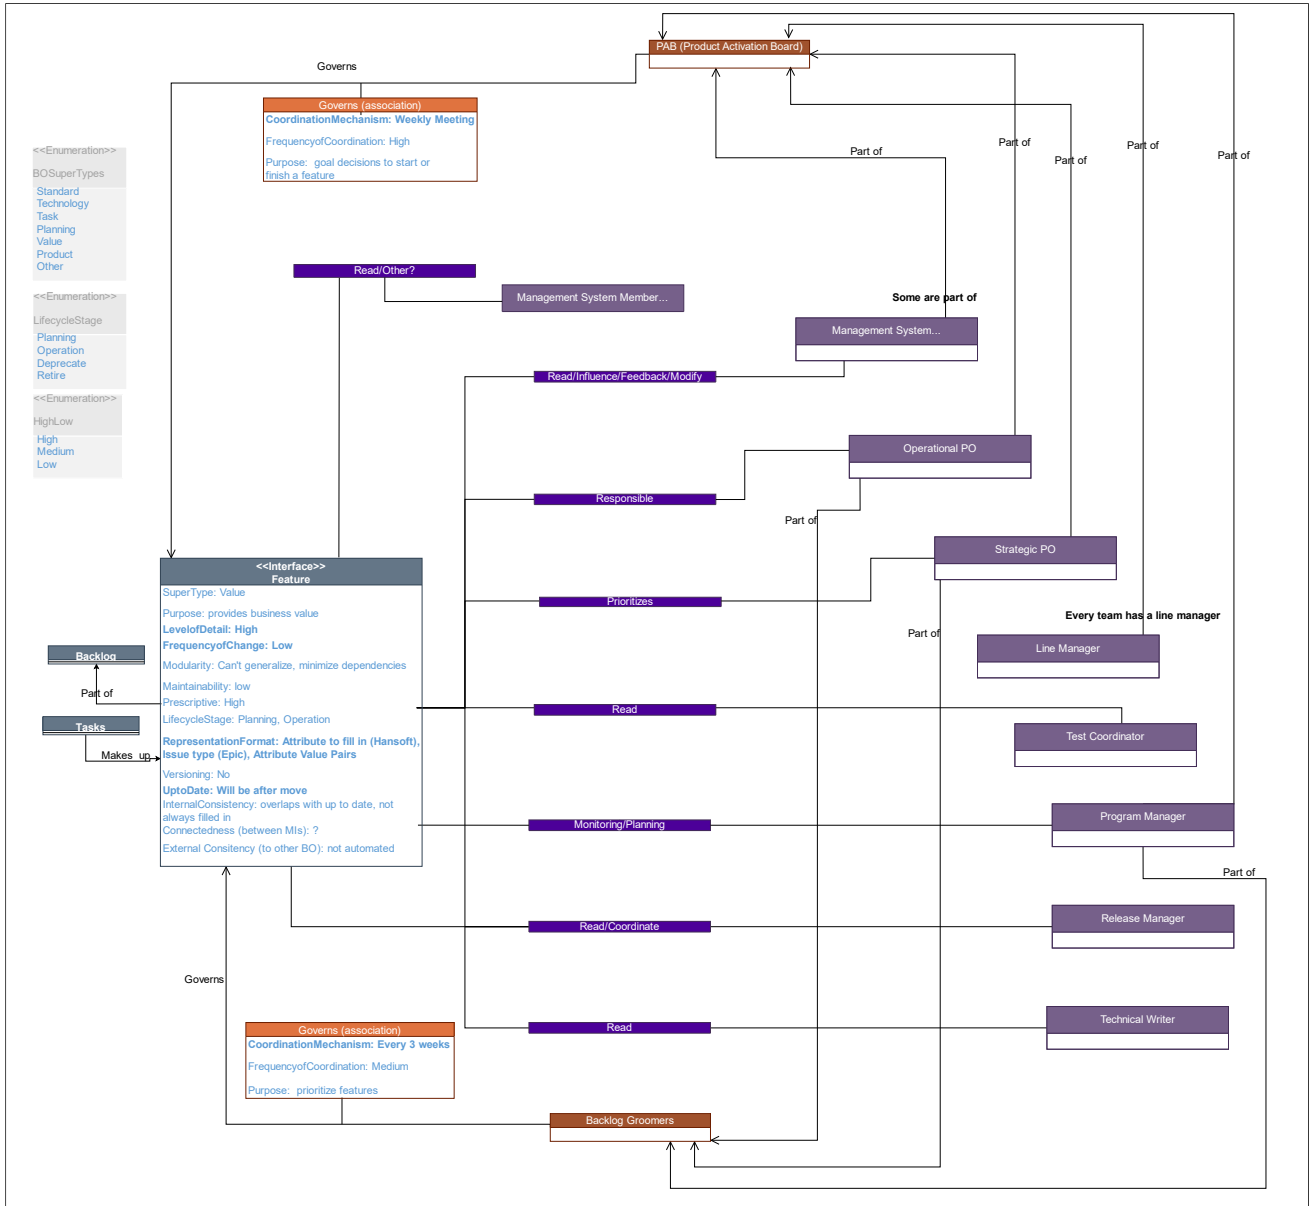 PAB (Product Activation Board)
Governs
Governs (association)
CoordinationMechanism: Weekly Meeting
FrequencyofCoordination: High
Purpose:  goal decisions to start or
finish a feature
Part of
Part of
Part of
Part of
Part of
<<Enumeration>>
BOSuperTypes
Standard
Technology
Task
Planning
Value
Product
Other
<<Enumeration>>
LifecycleStage
Planning
Operation
Deprecate
Retire
<<Enumeration>>
HighLow
High
Medium
Low
Read/Other?
Management System Member...
Some are part of
Management System...
Read/Influence/Feedback/Modify
Operational PO
Responsible
Part of
Strategic PO
Prioritizes
Part of
Every team has a line manager
Line Manager
<<Interface>>
Feature
SuperType: Value
Purpose: provides business value
LevelofDetail: High
FrequencyofChange: Low
Modularity: Can't generalize, minimize dependencies
Maintainability: low
Prescriptive: High
LifecycleStage: Planning, Operation
RepresentationFormat: Attribute to fill in (Hansoft),
Issue type (Epic), Attribute Value Pairs
Versioning: No
UptoDate: Will be after move
InternalConsistency: overlaps with up to date, not
always filled in
Connectedness (between MIs): ?
External Consitency (to other BO): not automated
Backlog
Part of
Tasks
Makes  up
Read
Test Coordinator
Monitoring/Planning
Program Manager
Part of
Read/Coordinate
Release Manager
Governs
Read
Technical Writer
Governs (association)
CoordinationMechanism: Every 3 weeks
FrequencyofCoordination: Medium
Purpose:  prioritize features
Backlog Groomers